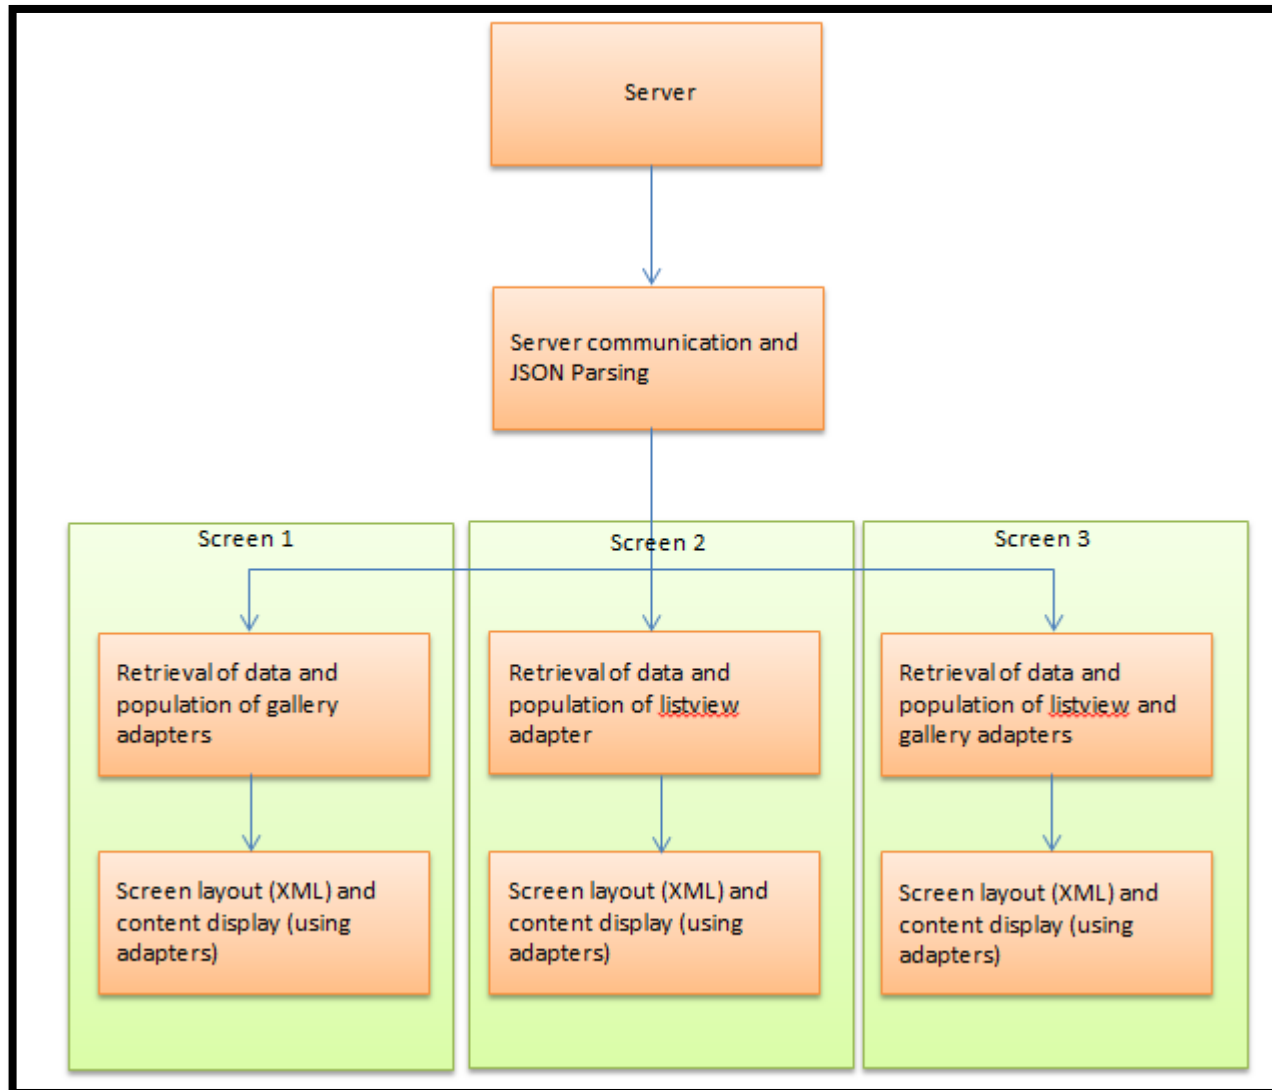 Server
Server communication and
JSON Parsing
Screen 1
Screen 2
Screen 3
Retrieval of data and
population of gallery
adapters
Retrieval of data and
population of listview
adapter
Retrieval of data and
population of listview and
gallery adapters
Screen layout (XML) and
content display (using
adapters)
Screen layout (XML) and
content display (using
adapters)
Screen layout (XML) and
content display (using
adapters)